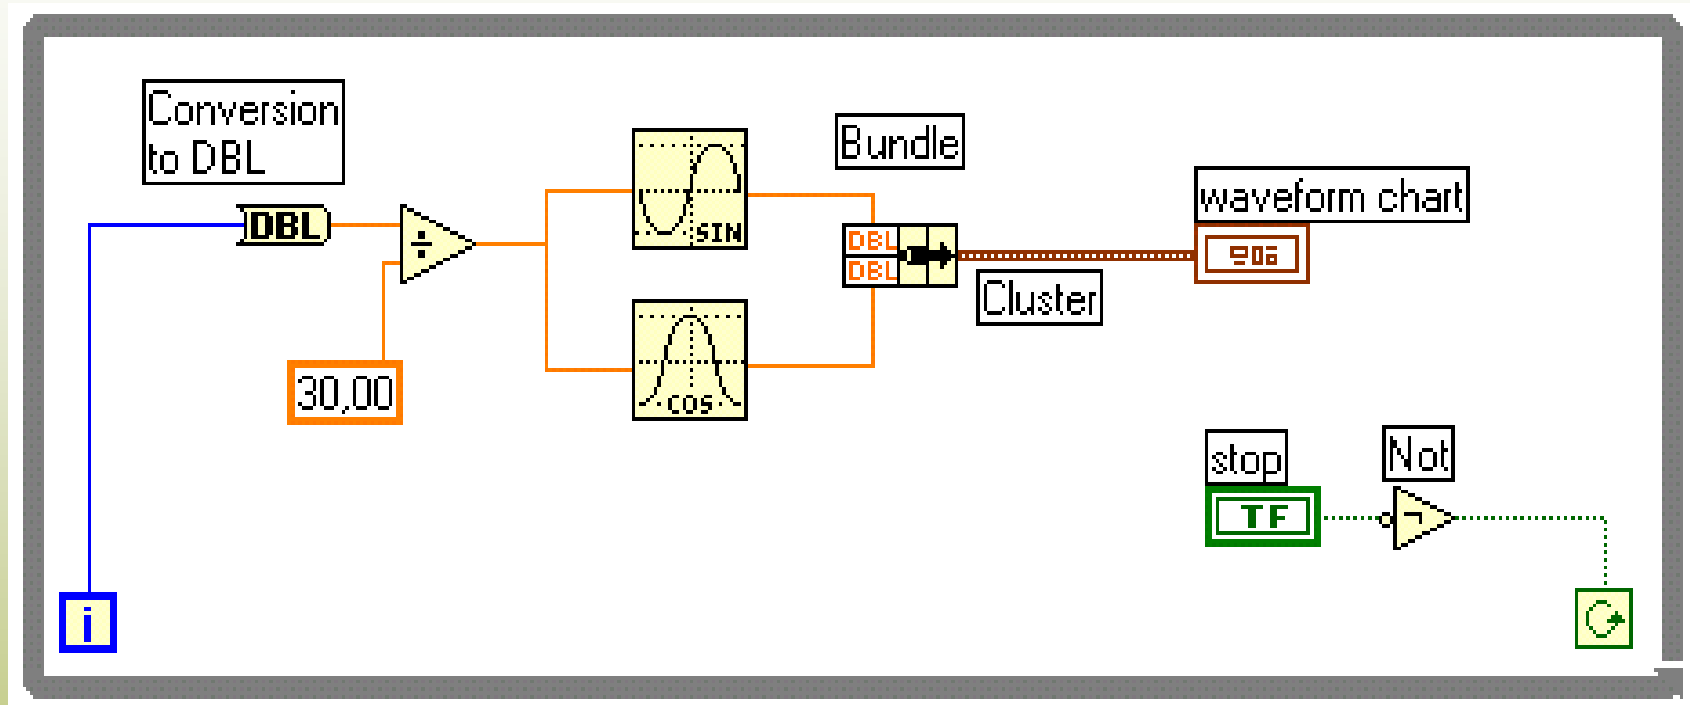 Conversion
to DBL
DBL
30,00
SIN
COS
Bundle
DBL
DBL
Cluster
waveform chart
stop
TF
Not
i